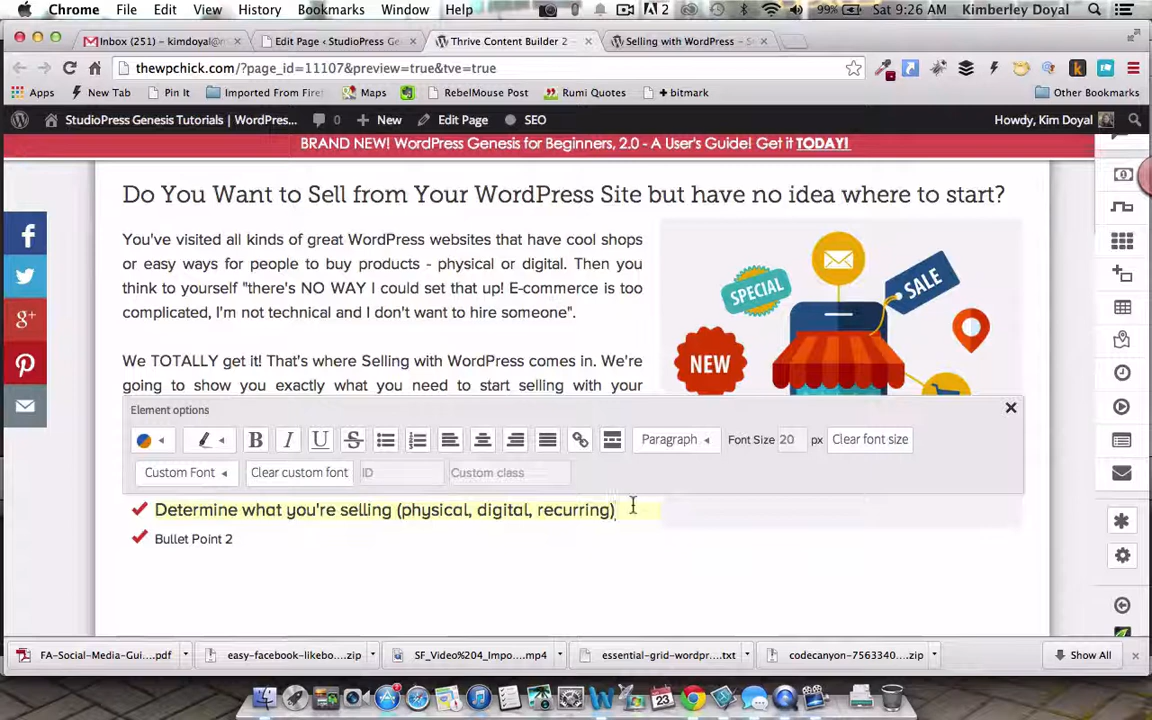 Chrome File Edit View History Bookmarks Window Help 2 99% Sat 9:26 AM Kimberley Doyal
Inbox (251) – kimdoyal@ Edit Page ‹ StudioPress Ge Thrive Content Builder 2 – Selling with WordPress – S
thewpchick.com/?page_id=11107&preview=true&tve=true
Apps New Tab Pin It Imported From Firef Maps RebelMouse Post Rumi Quotes + bitmark Other Bookmarks
StudioPress Genesis Tutorials | WordPres... 0 New Edit Page SEO Howdy, Kim Doyal
BRAND NEW! WordPress Genesis for Beginners, 2.0 - A User's Guide! Get it TODAY!
Do You Want to Sell from Your WordPress Site but have no idea where to start?
You've visited all kinds of great WordPress websites that have cool shops
or easy ways for people to buy products - physical or digital. Then you
think to yourself "there's NO WAY I could set that up! E-commerce is too
complicated, I'm not technical and I don't want to hire someone".
We TOTALLY get it! That's where Selling with WordPress comes in. We're
going to show you exactly what you need to start selling with your
SPECIAL
SALE
NEW
Element options
B I U S Paragraph Font Size 20 px Clear font size
Custom Font Clear custom font ID Custom class
Determine what you're selling (physical, digital, recurring)
Bullet Point 2
FA-Social-Media-Gui....pdf easy-facebook-likebo....zip SF_Video%204_Impo....mp4 essential-grid-wordpr....txt codecanyon-7563340....zip Show All